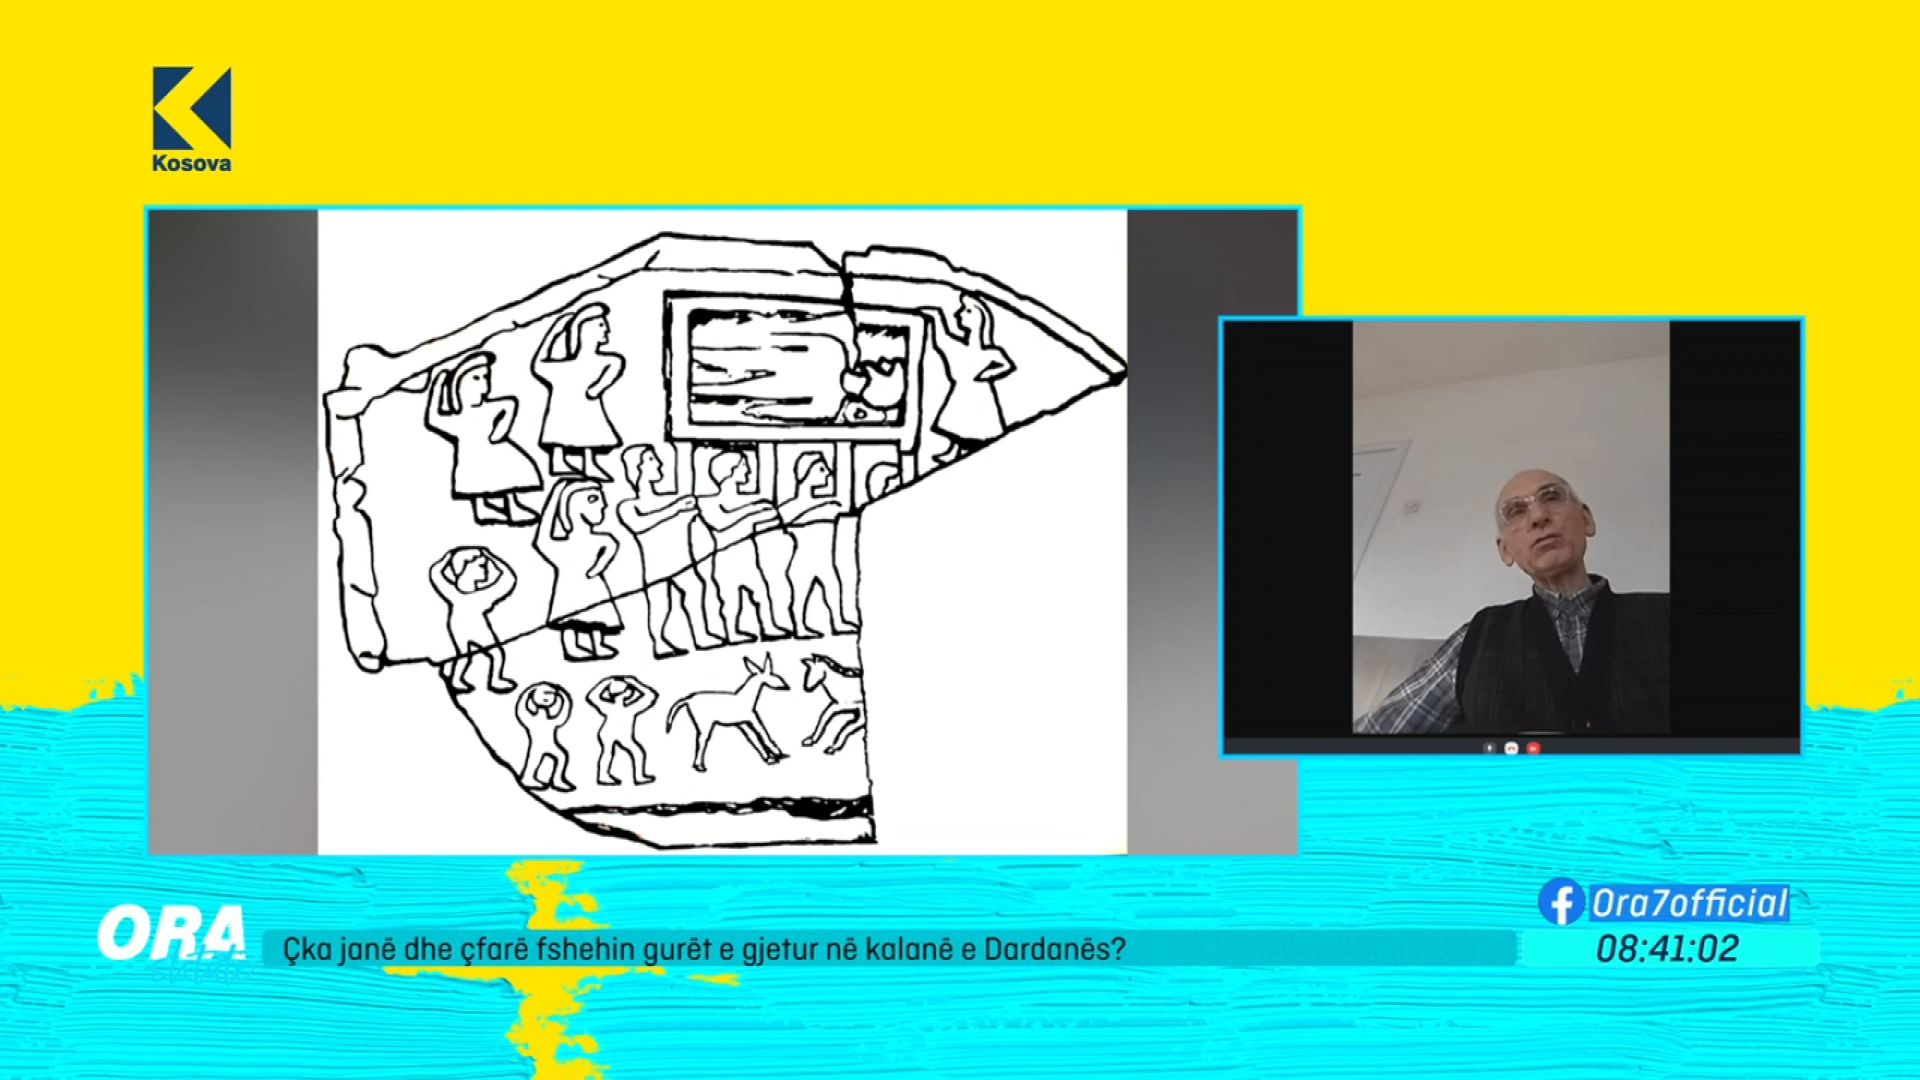 Kosova
Ora7official
ORA
Çka janë dhe çfarë fshehin gurët e gjetur në kalanë e Dardanës?
08:41:02